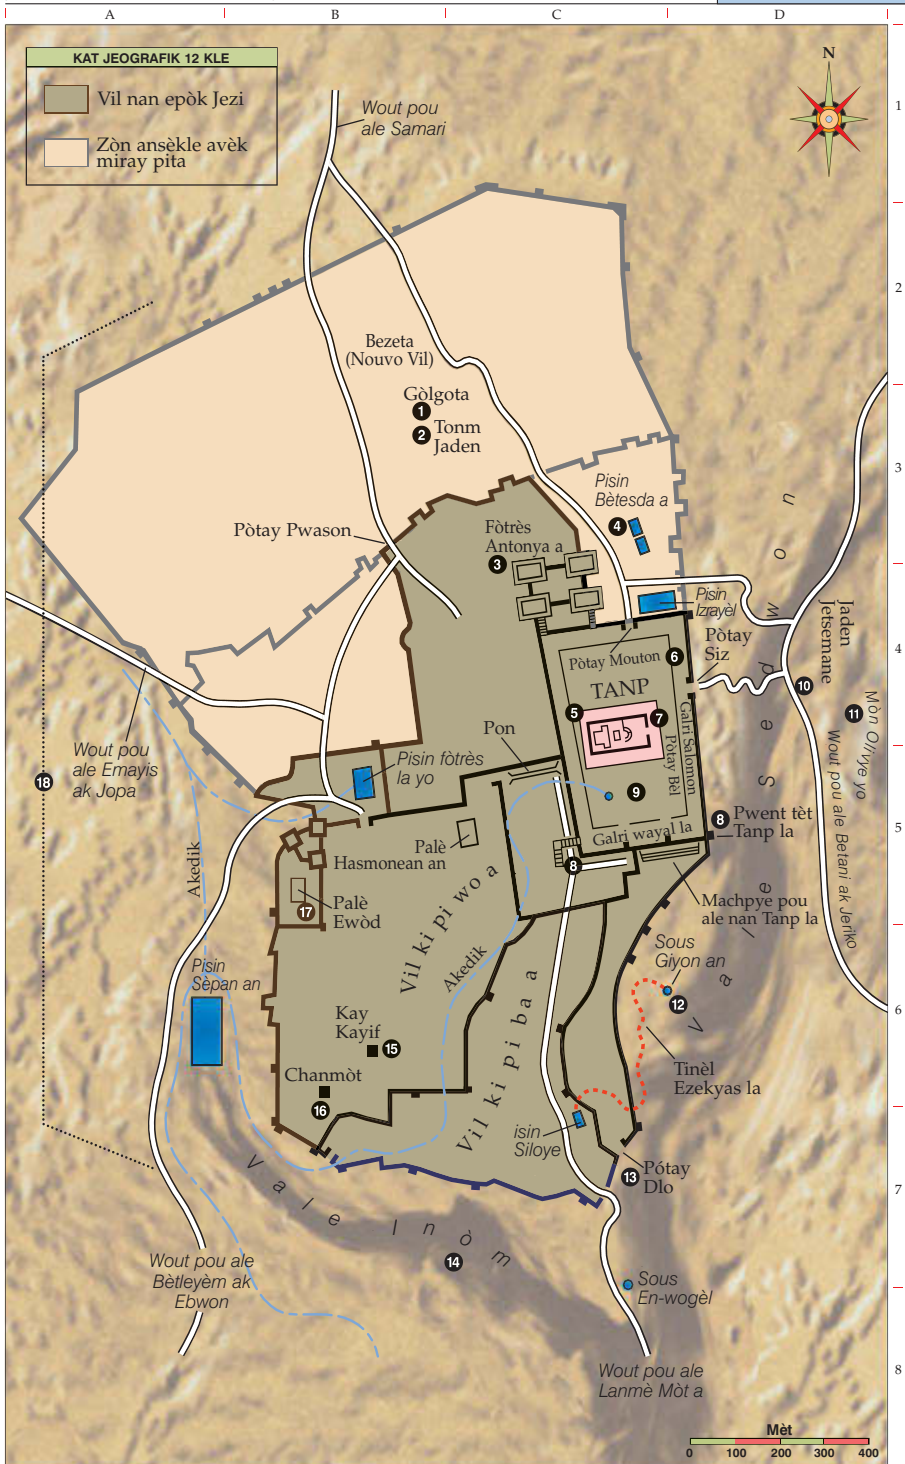 A B C D
KAT JEOGRAFIK 12 KLE
Vil nan epòk Jezi
Zòn ansèkle avèk
miray pita
N
1
2
3
4
5
6
7
8
Wout pou
ale Samari
Bezeta
(Nouvo Vil)
Gòlgota
1
2 Tonm
Jaden
Pòtay Pwason
Fòtrès
Antonya a
3
Pisin
Bètesda a
4
Pisin
Izrayèl
Pòtay
Siz
Jaden
Jetsemane
10
11
Mòn Olivye yo
Pòtay Mouton
6
TANP
5
7
Galri Salomon
Pòtay Bèl
9
Galri wayal la
8
8 Pwent tèt
Tanp la
Wout pou ale Betani ak Jeriko
Vale Sedwon
Wout pou
ale Emayis
ak Jopa
18
Akedik
Pon
Pisin fòtrès
la yo
Palè
Hasmonean an
Palè
Ewòd
17
Vil ki pi wo a
Akedik
Vil ki pi ba a
Machpye pou
ale nan Tanp la
Sous
Giyon an
12
Tinèl
Ezekyas la
Pisin
Sèpan an
Kay
Kayif
15
Chanmòt
16
isin
Siloye
13
Pótay
Dlo
Vale Inòm
14
Wout pou ale
Bètleyèm ak
Ebwon
Sous
En-wogèl
Wout pou ale
Lanmè Mòt a
Mèt
0 100 200 300 400